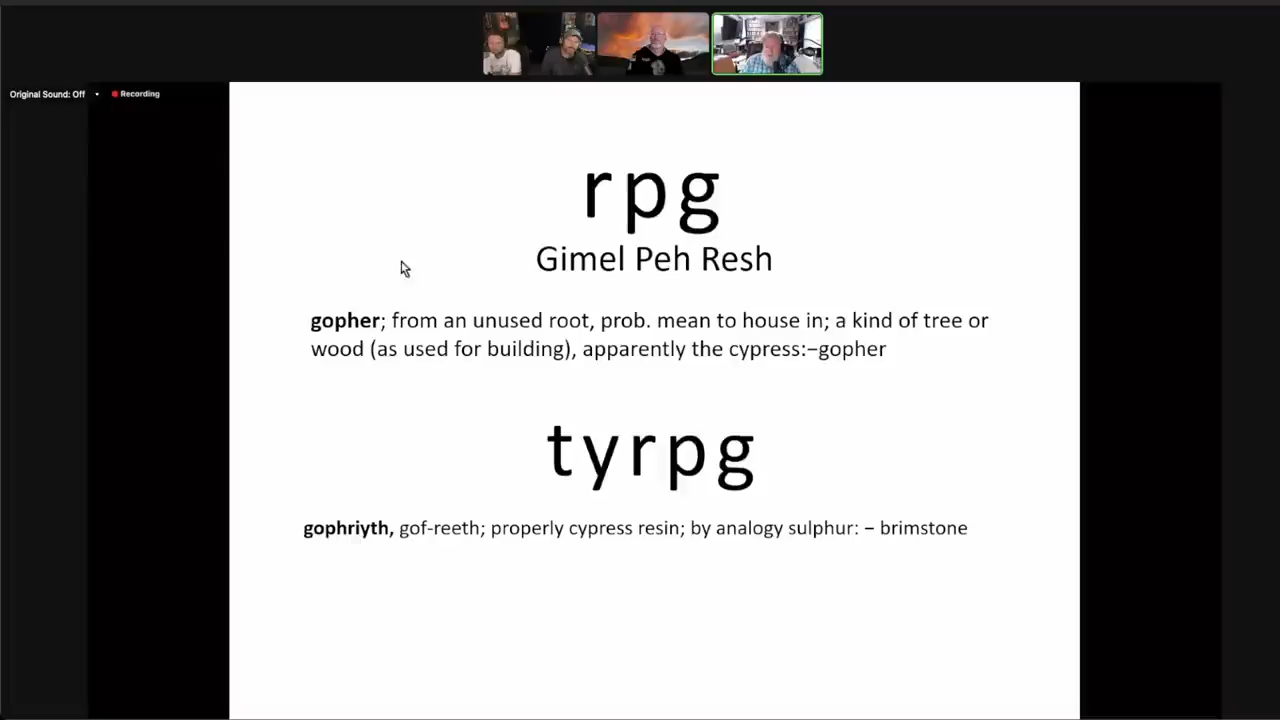 Original Sound: Off
Recording
rpg
Gimel Peh Resh
gopher; from an unused root, prob. mean to house in; a kind of tree or
wood (as used for building), apparently the cypress:−gopher
tyrpg
gophriyth, gof-reeth; properly cypress resin; by analogy sulphur: − brimstone